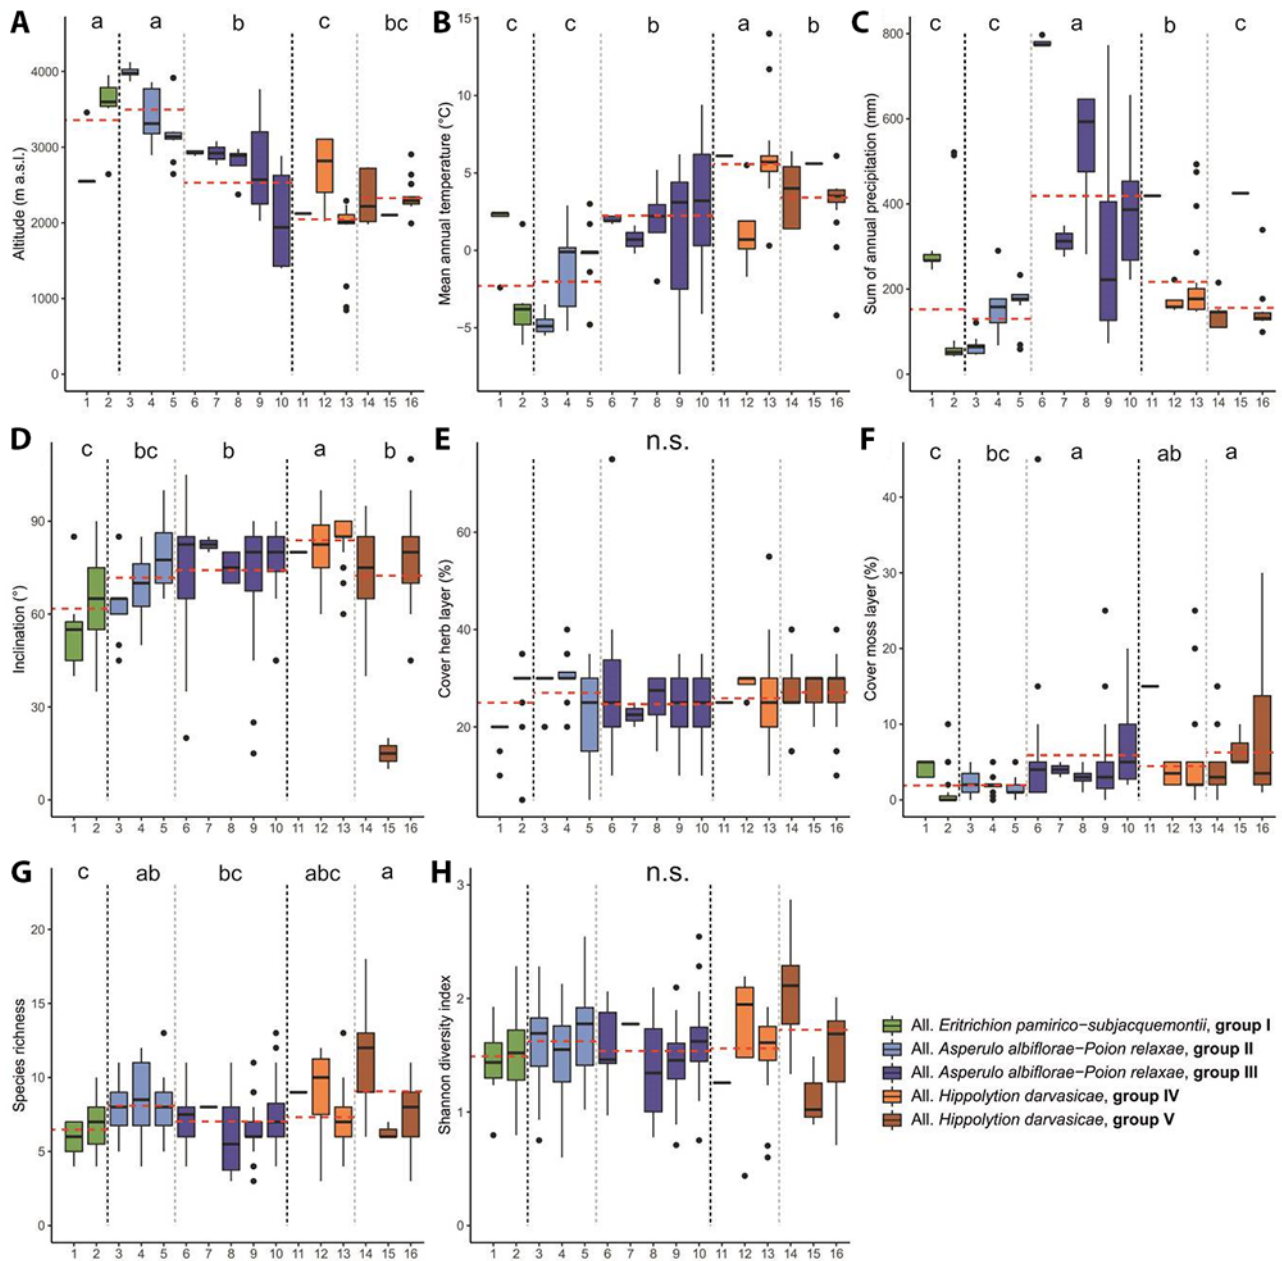 A
a a b c bc
Altitude (m a.s.l.)
4000
3000
2000
1000
0
1 2 3 4 5 6 7 8 9 10 11 12 13 14 15 16
B
c c b a b
Mean annual temperature (°C)
15
10
5
0
−5
1 2 3 4 5 6 7 8 9 10 11 12 13 14 15 16
C
c c a b c
Sum of annual precipitation (mm)
800
600
400
200
0
1 2 3 4 5 6 7 8 9 10 11 12 13 14 15 16
D
c bc b a b
Inclination (°)
90
60
30
0
1 2 3 4 5 6 7 8 9 10 11 12 13 14 15 16
E
n.s.
Cover herb layer (%)
60
40
20
1 2 3 4 5 6 7 8 9 10 11 12 13 14 15 16
F
c bc a ab a
Cover moss layer (%)
40
30
20
10
0
1 2 3 4 5 6 7 8 9 10 11 12 13 14 15 16
G
c ab bc abc a
Species richness
20
15
10
5
0
1 2 3 4 5 6 7 8 9 10 11 12 13 14 15 16
H
n.s.
Shannon diversity index
3
2
1
0
1 2 3 4 5 6 7 8 9 10 11 12 13 14 15 16
All. Eritrichion pamirico−subjacquemontii, group I
All. Asperulo albiflorae−Poion relaxae, group II
All. Asperulo albiflorae−Poion relaxae, group III
All. Hippolytion darvasicae, group IV
All. Hippolytion darvasicae, group V